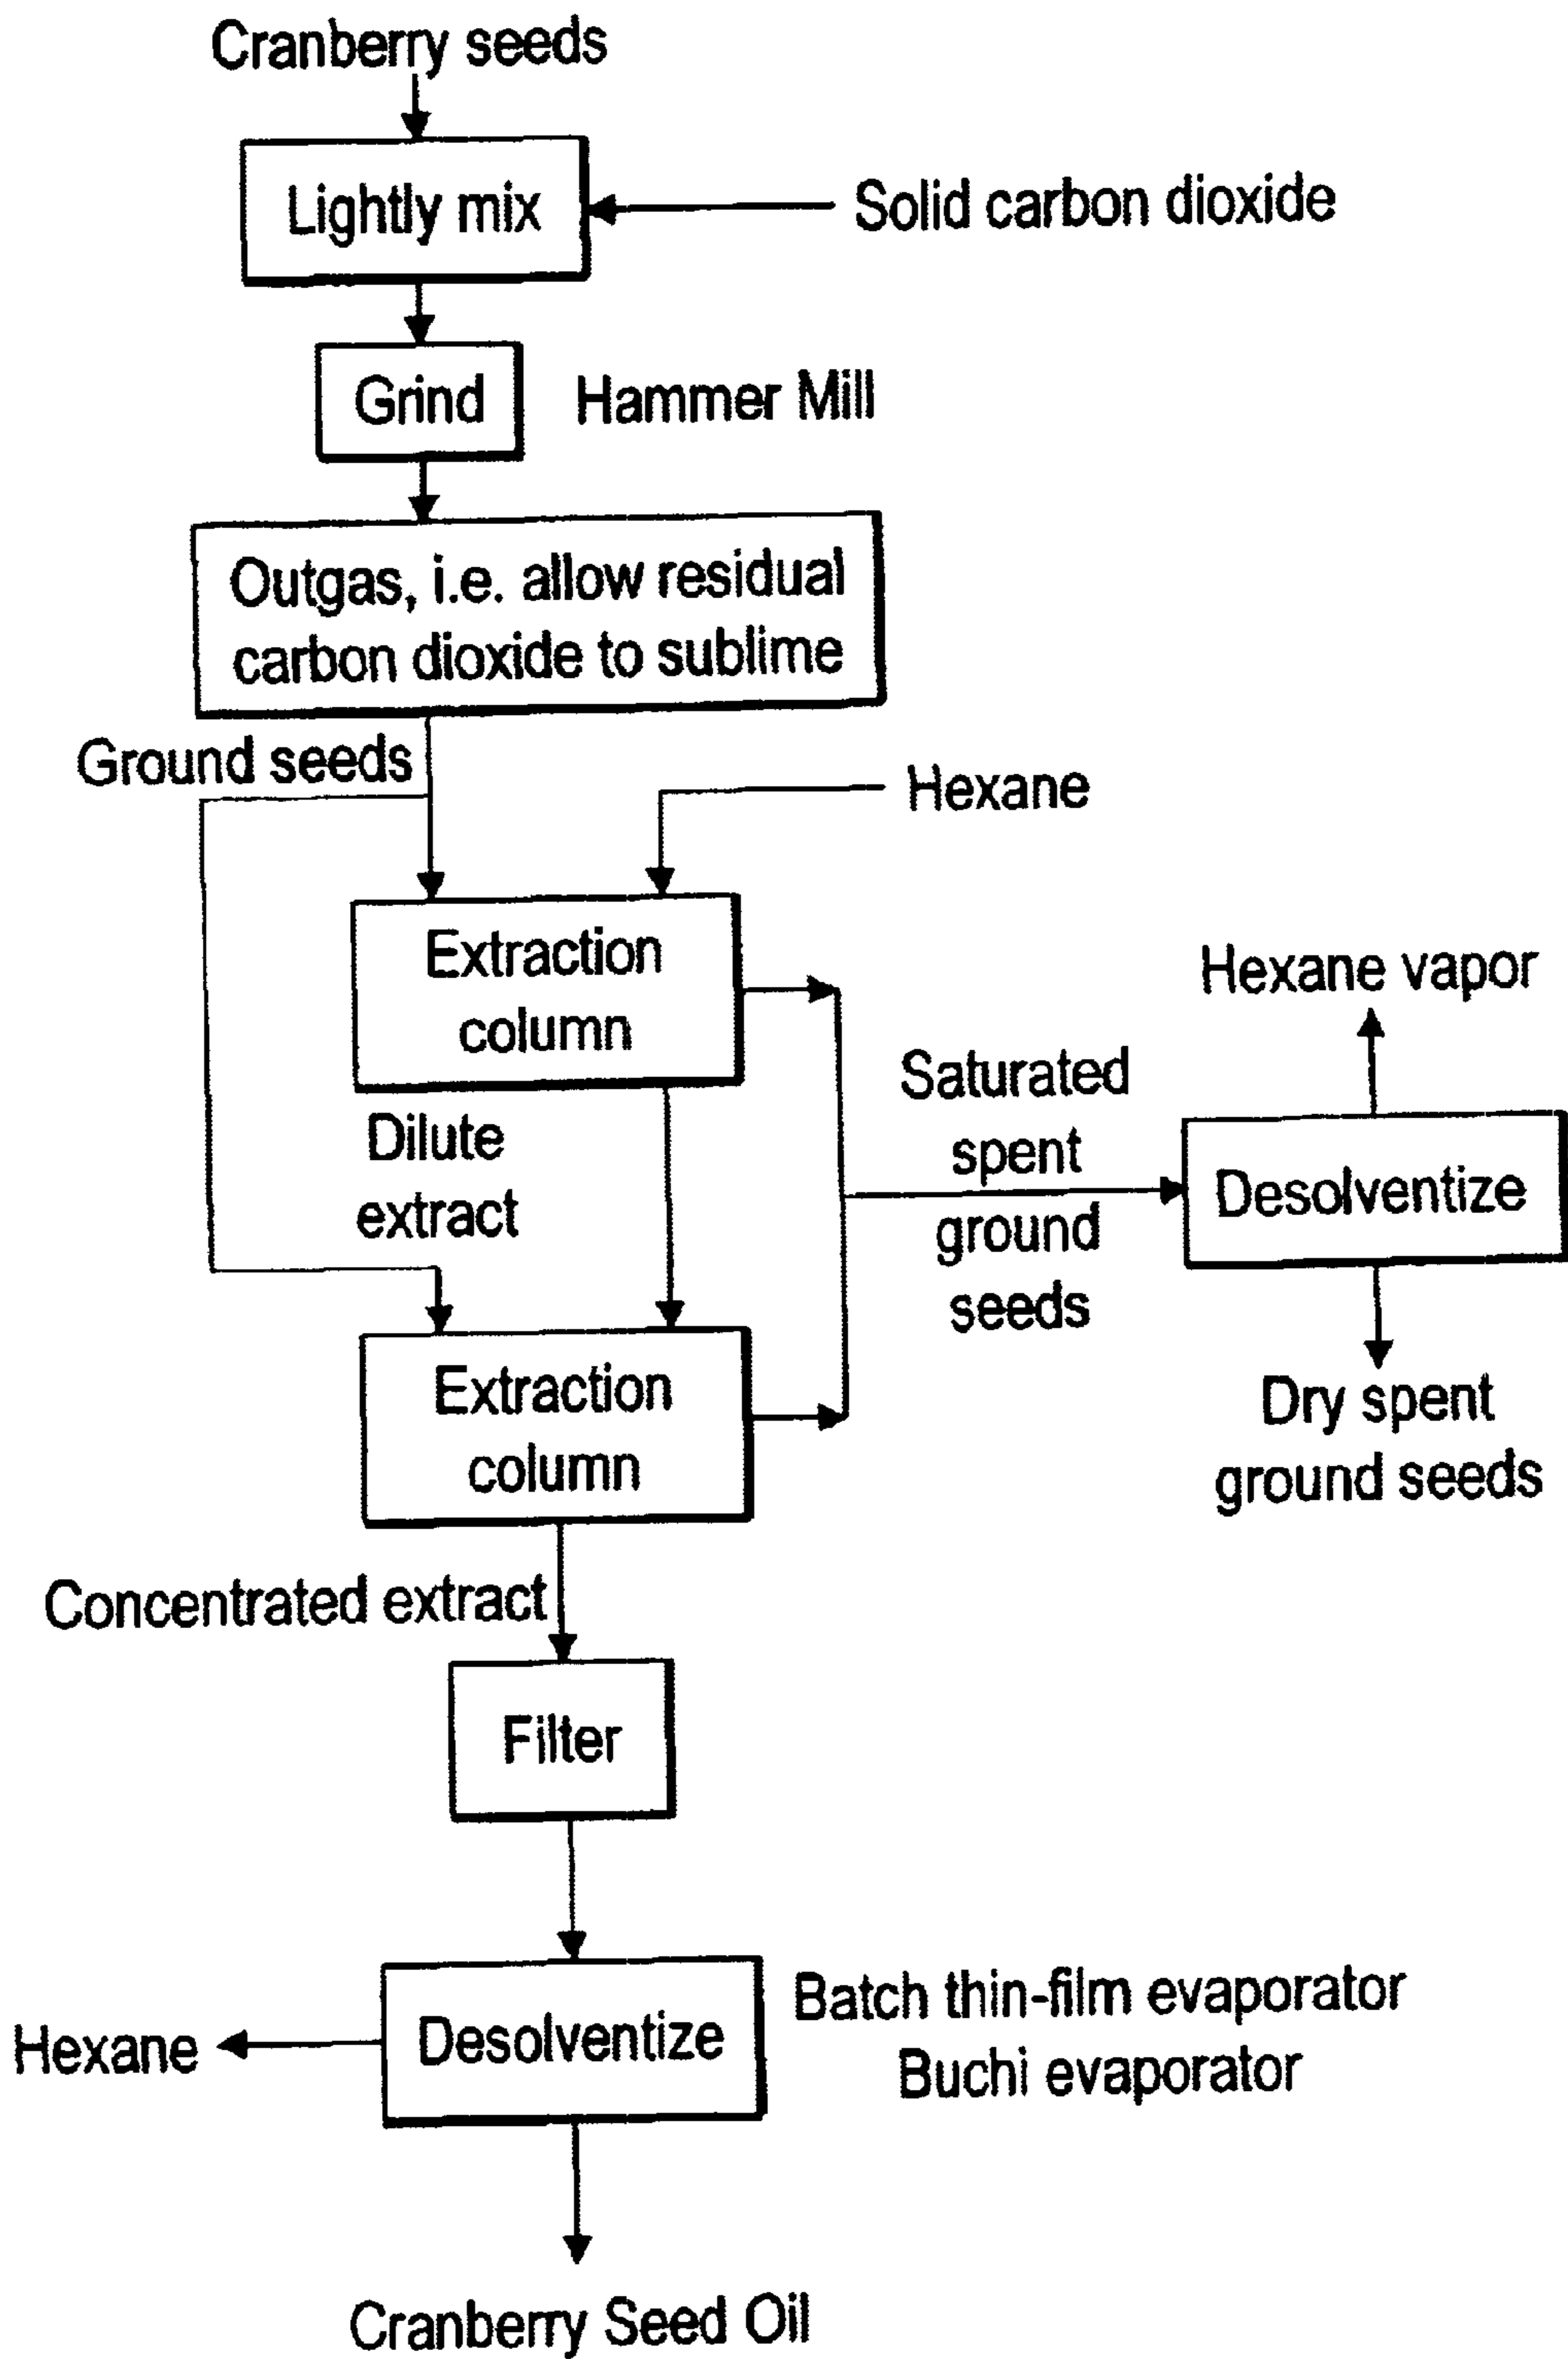 Cranberry seeds
Lightly mix
Solid carbon dioxide
Grind
Hammer Mill
Outgas, i.e. allow residual
carbon dioxide to sublime
Ground seeds
Hexane
Extraction
column
Hexane vapor
Saturated
spent
ground
seeds
Desolventize
Dilute
extract
Dry spent
ground seeds
Extraction
column
Concentrated extract
Filter
Desolventize
Batch thin-film evaporator
Buchi evaporator
Hexane
Cranberry Seed Oil